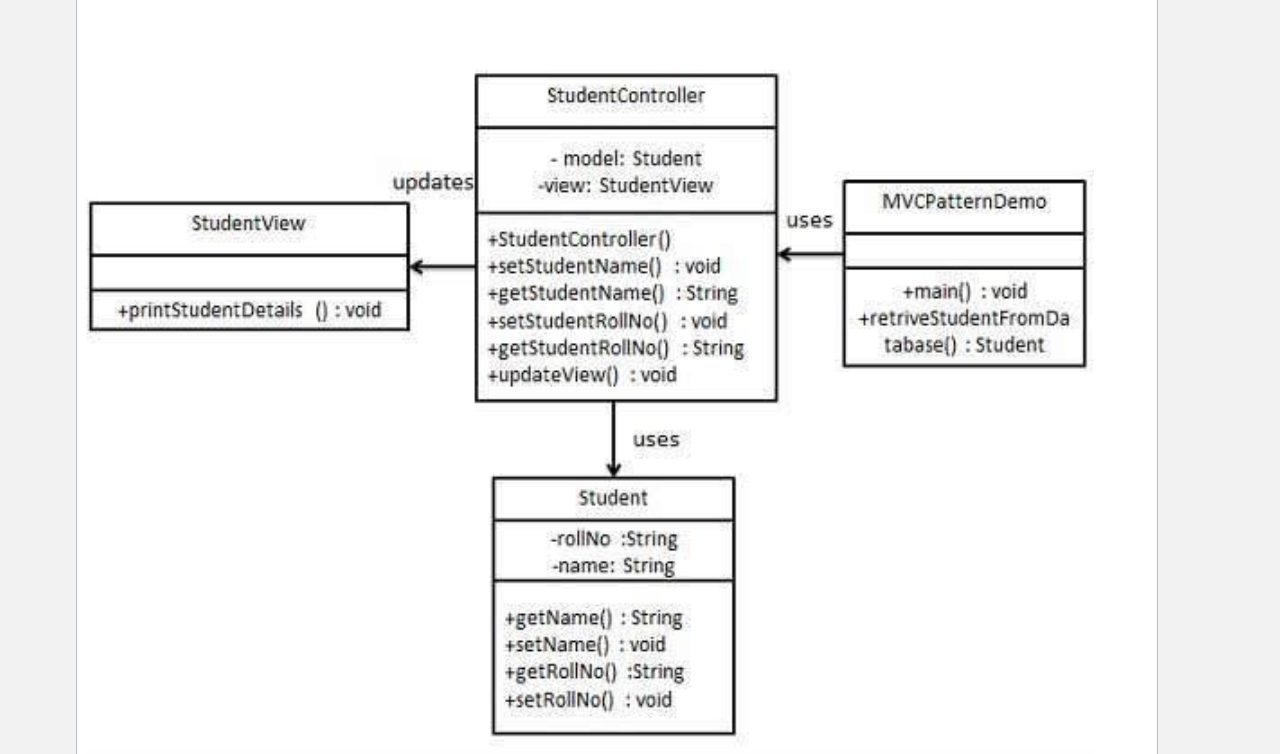 StudentController
- model: Student
-view: StudentView
+StudentController()
+setStudentName() : void
+getStudentName() : String
+setStudentRollNo() : void
+getStudentRollNo() : String
+updateView() : void
updates
StudentView
+printStudentDetails () : void
uses
MVCPatternDemo
+main() : void
+retriveStudentFromDa
tabase() : Student
uses
Student
-rollNo :String
-name: String
+getName() : String
+setName() : void
+getRollNo() :String
+setRollNo() : void